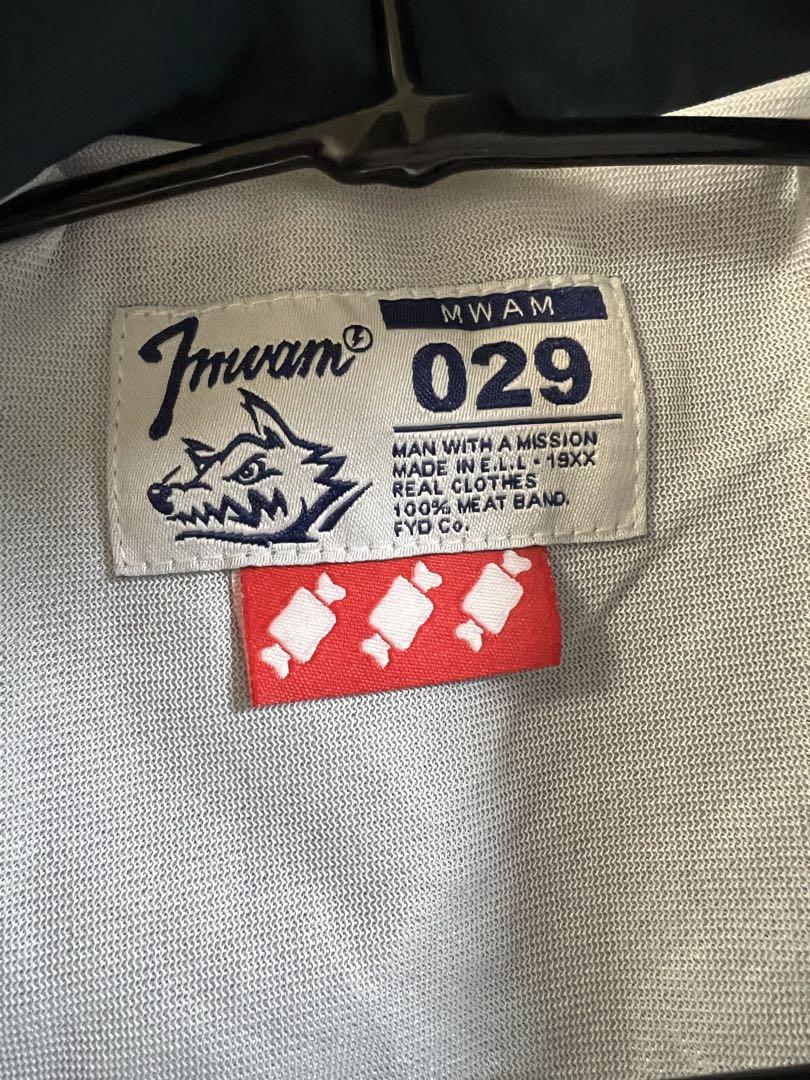 mwam
MWAM
029
MAN WITH A MISSION
MADE IN E.L.L - 19XX
REAL CLOTHES
100% MEAT BAND.
FYD Co.